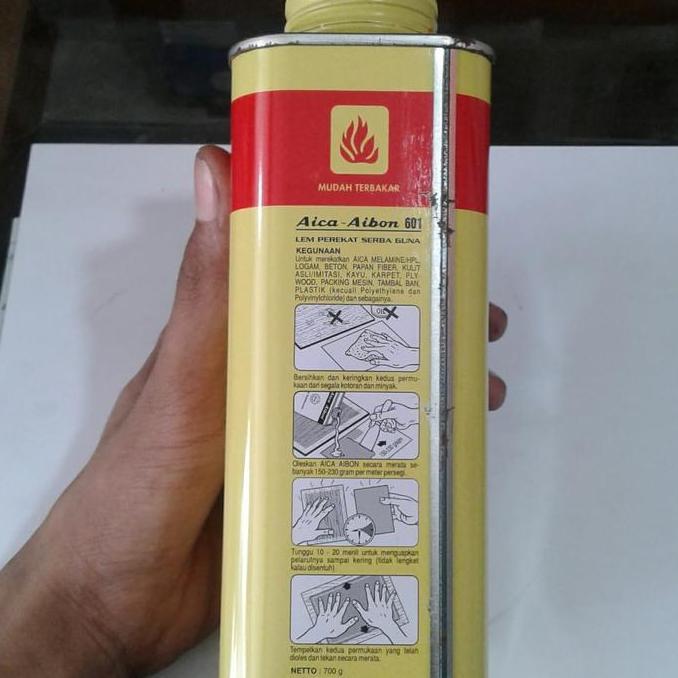 MUDAH TERBAKAR
Aica-Aibon 601
LEM PEREKAT SERBA GUNA
KEGUNAAN
Untuk merekatkan AICA MELAMINE/HPL,
LOGAM, BETON, PAPAN FIBER, KULIT
ASLI/IMITASI, KAYU, KARPET, PLY-
WOOD, PACKING MESIN, TAMBAL BAN,
PLASTIK (kecuali Polyethylene dan
Polyvinylchloride) dan sebagainya.
OIL
Bersihkan dan keringkan kedua permu-
kaan dari segala kotoran dan minyak.
Oleskan AICA AIBON secara merata se-
banyak 150-230 gram per meter persegi.
Tunggu 10 - 20 menit untuk menguapkan
pelarutnya sampai kering (tidak lengket
kalau disentuh)
Tempelkan kedua permukaan yang telah
dioles dan tekan secara merata.
NETTO : 700 g